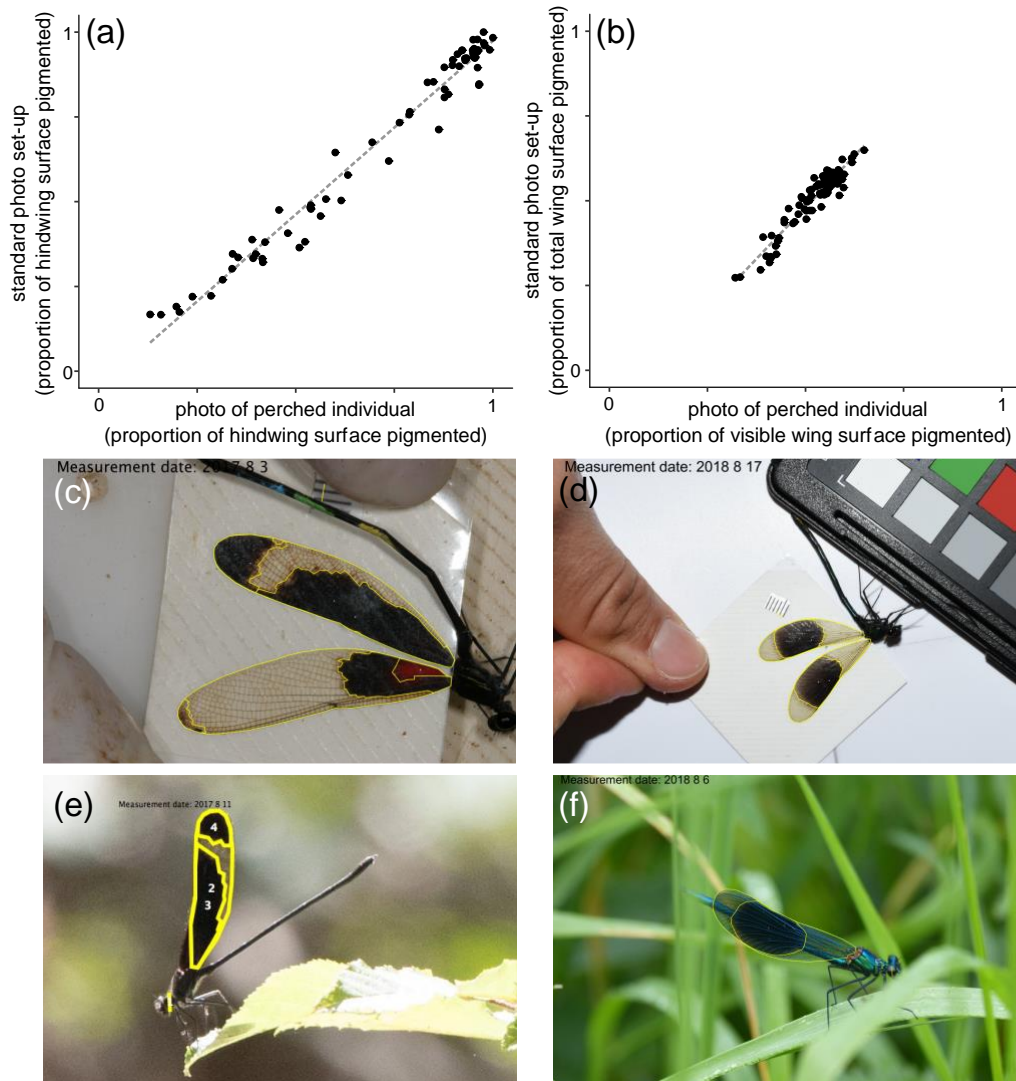 (a)
1
0
standard photo set-up
(proportion of hindwing surface pigmented)
0
1
photo of perched individual
(proportion of hindwing surface pigmented)
(b)
1
0
standard photo set-up
(proportion of total wing surface pigmented)
0
1
photo of perched individual
(proportion of visible wing surface pigmented)
Measurement date: 2017 8 3
(c)
Measurement date: 2018 8 17
(d)
(e)
Measurement date: 2017 8 11
4
2
3
Measurement date: 2018 8 6
(f)